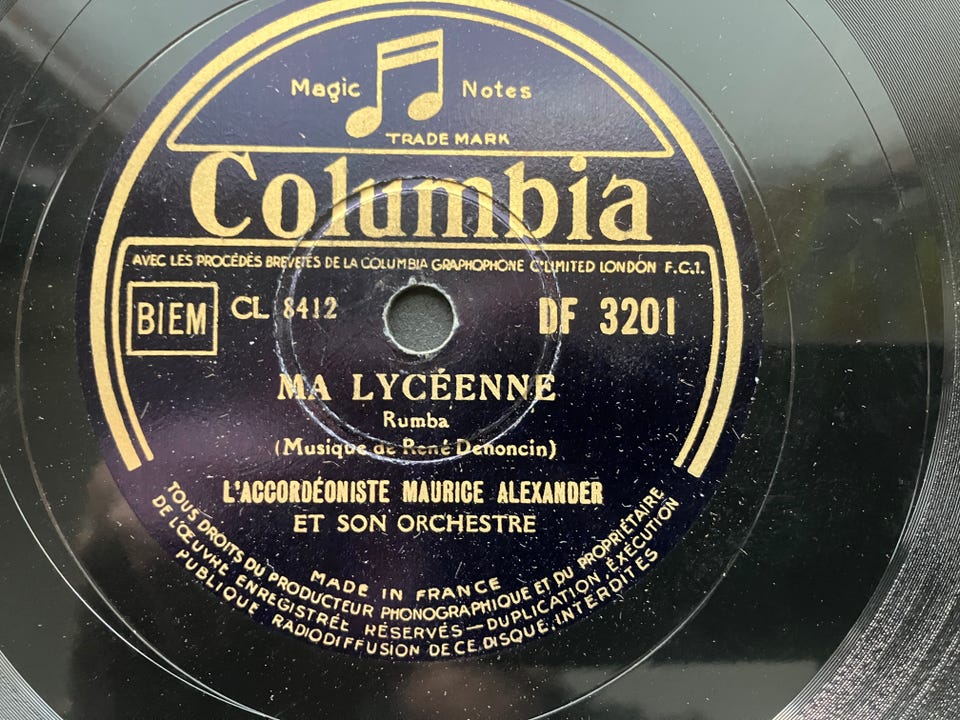 Magic Notes
TRADE MARK
Columbia
AVEC LES PROCÉDÉS BREVETÉS DE LA COLUMBIA GRAPHOPHONE Cº LIMITED LONDON F.C.1.
BIEM CL 8412 DF 3201
MA LYCÉENNE
Rumba
(Musique de René Denoncin)
L'ACCORDÉONISTE MAURICE ALEXANDER
ET SON ORCHESTRE
MADE IN FRANCE
TOUS DROITS DU PRODUCTEUR PHONOGRAPHIQUE ET DU PROPRIÉTAIRE
DE L'ŒUVRE ENREGISTRÉE RÉSERVÉS — DUPLICATION EXÉCUTION
PUBLIQUE RADIODIFFUSION DE CE DISQUE INTERDITES